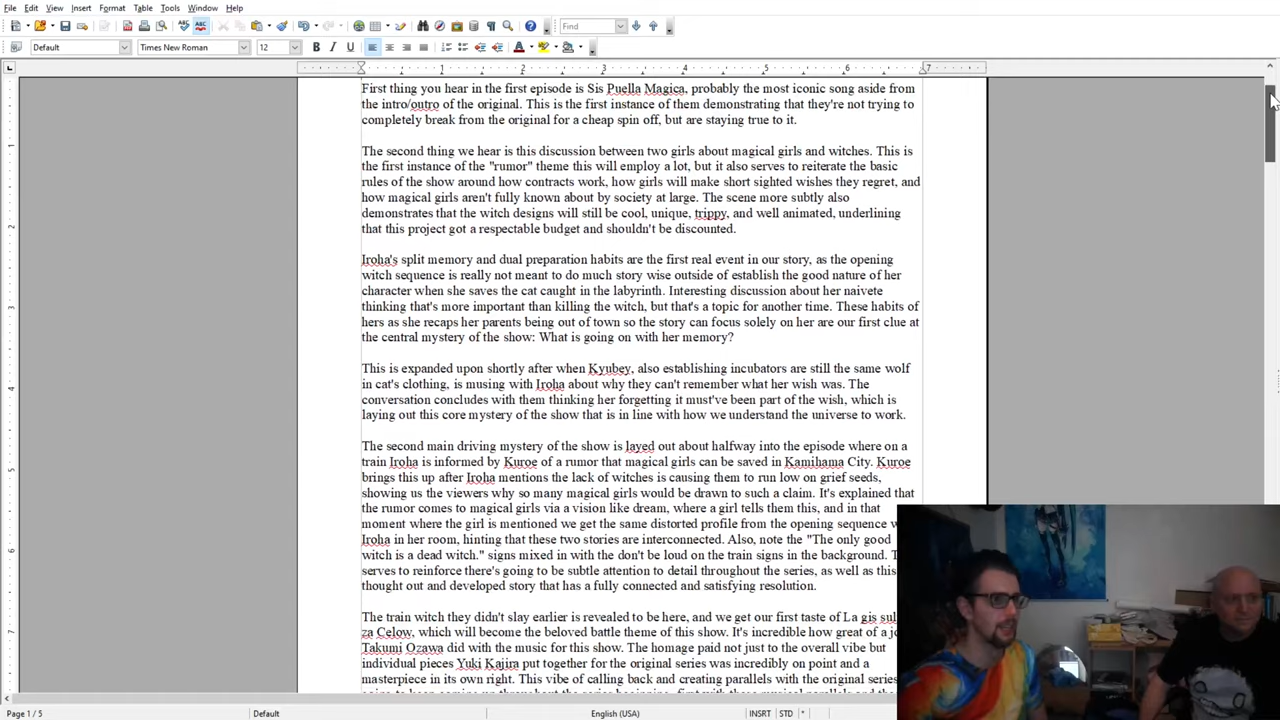 File Edit View Insert Format Table Tools Window Help
Find
Default Times New Roman 12
1 2 3 4 5 6 7
First thing you hear in the first episode is Sis Puella Magica, probably the most iconic song aside from
the intro/outro of the original. This is the first instance of them demonstrating that they're not trying to
completely break from the original for a cheap spin off, but are staying true to it.
The second thing we hear is this discussion between two girls about magical girls and witches. This is
the first instance of the "rumor" theme this will employ a lot, but it also serves to reiterate the basic
rules of the show around how contracts work, how girls will make short sighted wishes they regret, and
how magical girls aren't fully known about by society at large. The scene more subtly also
demonstrates that the witch designs will still be cool, unique, trippy, and well animated, underlining
that this project got a respectable budget and shouldn't be discounted.
Iroha's split memory and dual preparation habits are the first real event in our story, as the opening
witch sequence is really not meant to do much story wise outside of establish the good nature of her
character when she saves the cat caught in the labyrinth. Interesting discussion about her naivete
thinking that's more important than killing the witch, but that's a topic for another time. These habits of
hers as she recaps her parents being out of town so the story can focus solely on her are our first clue at
the central mystery of the show: What is going on with her memory?
This is expanded upon shortly after when Kyubey, also establishing incubators are still the same wolf
in cat's clothing, is musing with Iroha about why they can't remember what her wish was. The
conversation concludes with them thinking her forgetting it must've been part of the wish, which is
laying out this core mystery of the show that is in line with how we understand the universe to work.
The second main driving mystery of the show is layed out about halfway into the episode where on a
train Iroha is informed by Kuroe of a rumor that magical girls can be saved in Kamihama City. Kuroe
brings this up after Iroha mentions the lack of witches is causing them to run low on grief seeds,
showing us the viewers why so many magical girls would be drawn to such a claim. It's explained that
the rumor comes to magical girls via a vision like dream, where a girl tells them this, and in that
moment where the girl is mentioned we get the same distorted profile from the opening sequence
Iroha in her room, hinting that these two stories are interconnected. Also, note the "The only good
witch is a dead witch." signs mixed in with the don't be loud on the train signs in the background.
serves to reinforce there's going to be subtle attention to detail throughout the series, as well as this
thought out and developed story that has a fully connected and satisfying resolution.
The train witch they didn't slay earlier is revealed to be here, and we get our first taste of La gis sul
za Celow, which will become the beloved battle theme of this show. It's incredible how great of a
Takumi Ozawa did with the music for this show. The homage paid not just to the overall vibe but
individual pieces Yuki Kajira put together for the original series was incredibly on point and a
masterpiece in its own right. This vibe of calling back and creating parallels with the original series
Page 1 / 5 Default English (USA) INSRT STD *